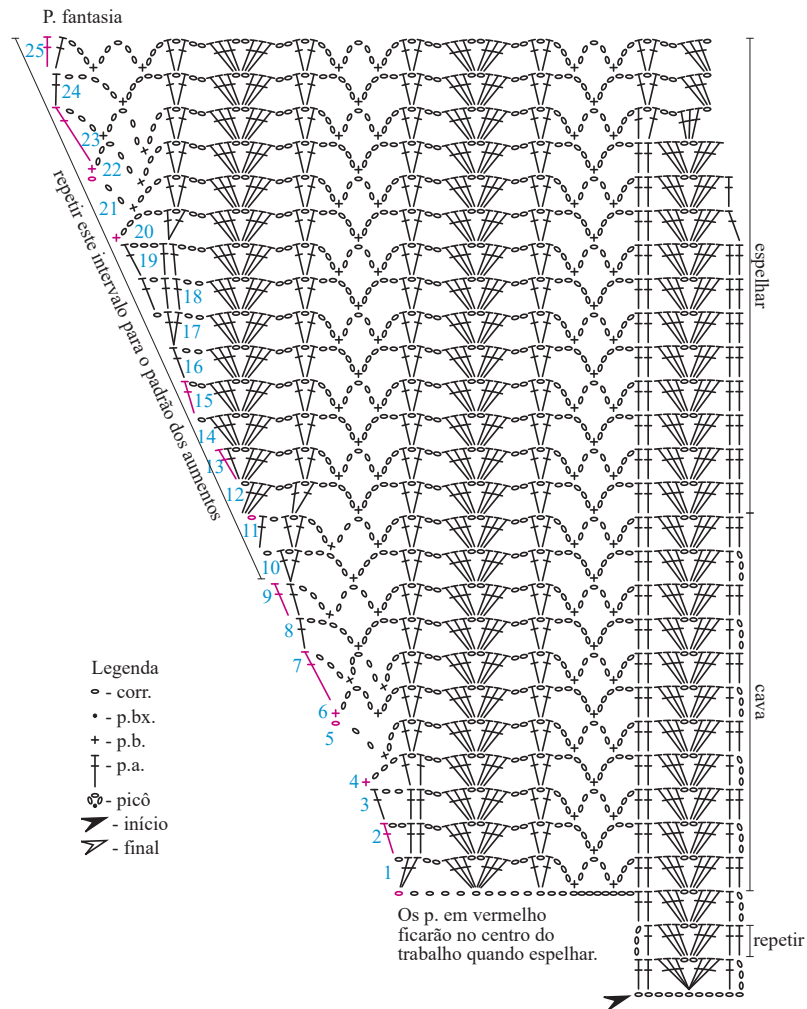 P. fantasia
25
24
23
22
21
20
19
18
17
16
15
14
13
12
11
10
9
8
7
6
5
4
3
2
1
repetir este intervalo para o padrão dos aumentos
espelhar
cava
repetir
Legenda
- corr.
- p.bx.
- p.b.
- p.a.
- picô
- início
- final
Os p. em vermelho
ficarão no centro do
trabalho quando espelhar.